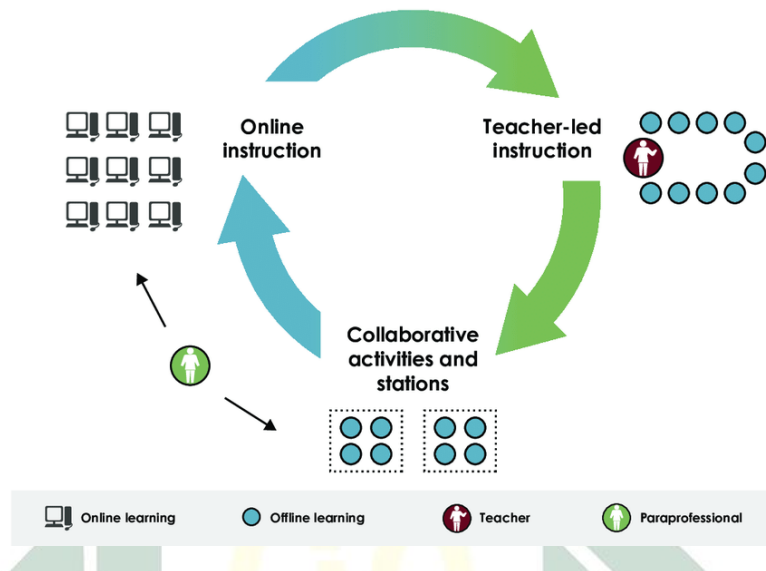 Online
instruction
Teacher-led
instruction
Collaborative
activities and
stations
Online learning
Offline learning
Teacher
Paraprofessional